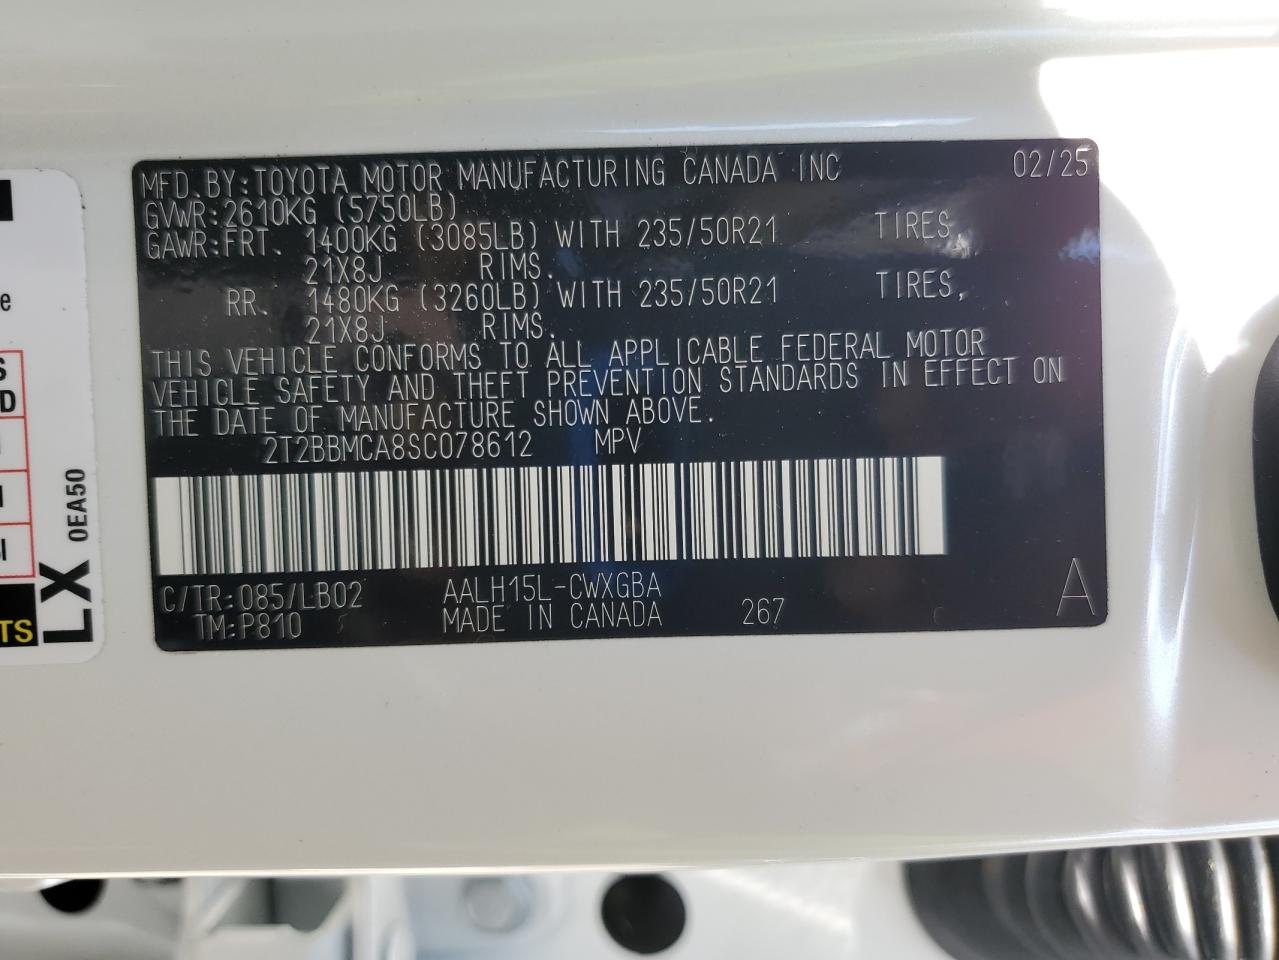 MFD.BY:TOYOTA MOTOR MANUFACTURING CANADA INC 02/25
GVWR:2610KG (5750LB)
GAWR:FRT. 1400KG (3085LB) WITH 235/50R21 TIRES,
21X8J RIMS.
RR. 1480KG (3260LB) WITH 235/50R21 TIRES,
21X8J RIMS.
THIS VEHICLE CONFORMS TO ALL APPLICABLE FEDERAL MOTOR
VEHICLE SAFETY AND THEFT PREVENTION STANDARDS IN EFFECT ON
THE DATE OF MANUFACTURE SHOWN ABOVE.
2T2BBMCA8SC078612 MPV
C/TR:085/LB02 AALH15L-CWXGBA
TM:P810 MADE IN CANADA 267 A
LX 0EA50